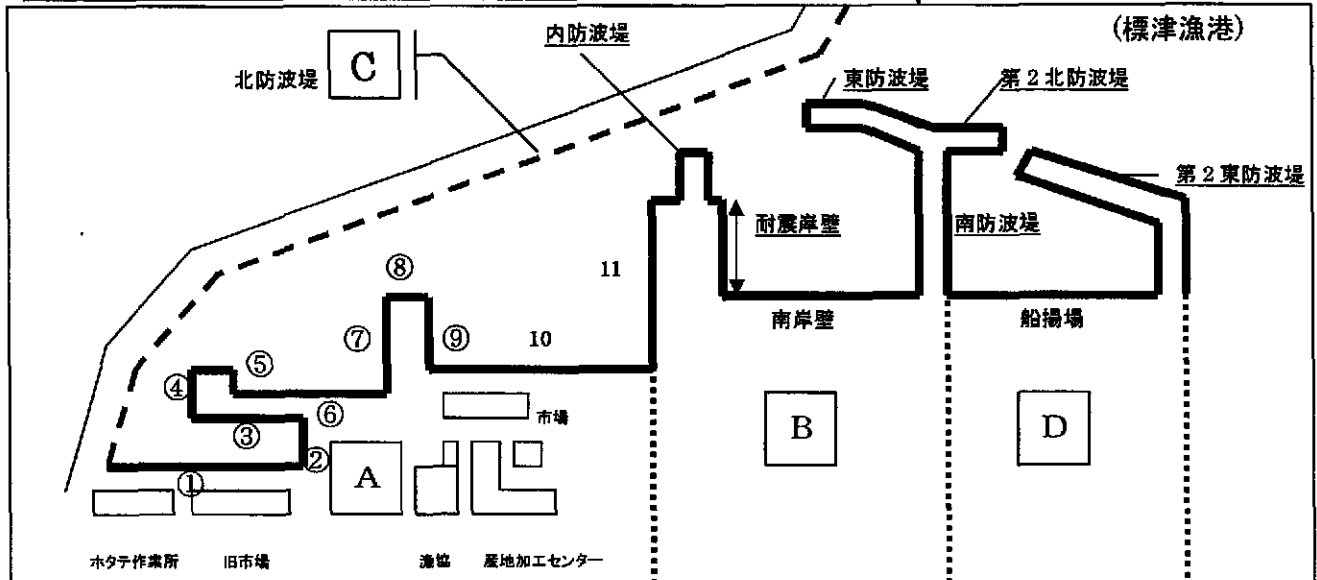 (標津漁港)
内防波堤
北防波堤
C
東防波堤
第2北防波堤
第2東防波堤
耐震岸壁
南防波堤
11
⑧
南岸壁
船揚場
⑦
⑨
10
⑤
④
⑥
市場
③
B
D
②
A
①
ホタテ作業所
旧市場
漁協
産地加工センター